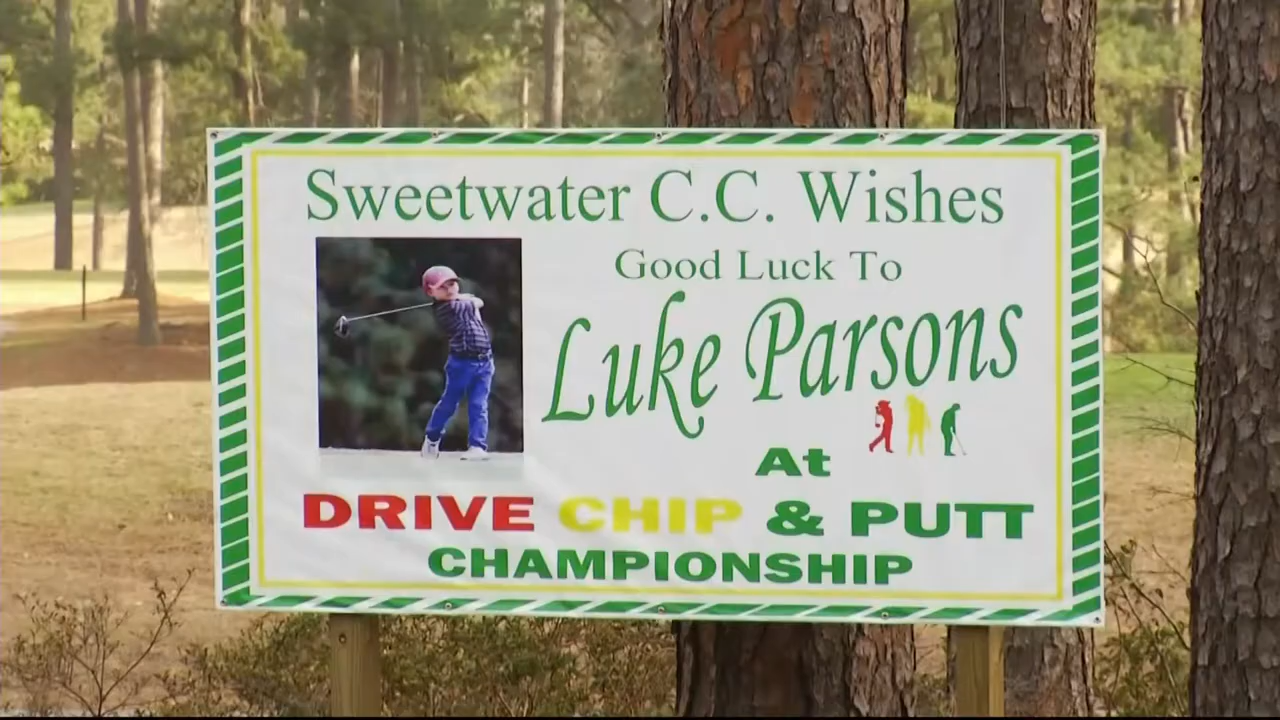 Sweetwater C.C. Wishes
Good Luck To
Luke Parsons
At
DRIVE CHIP & PUTT
CHAMPIONSHIP